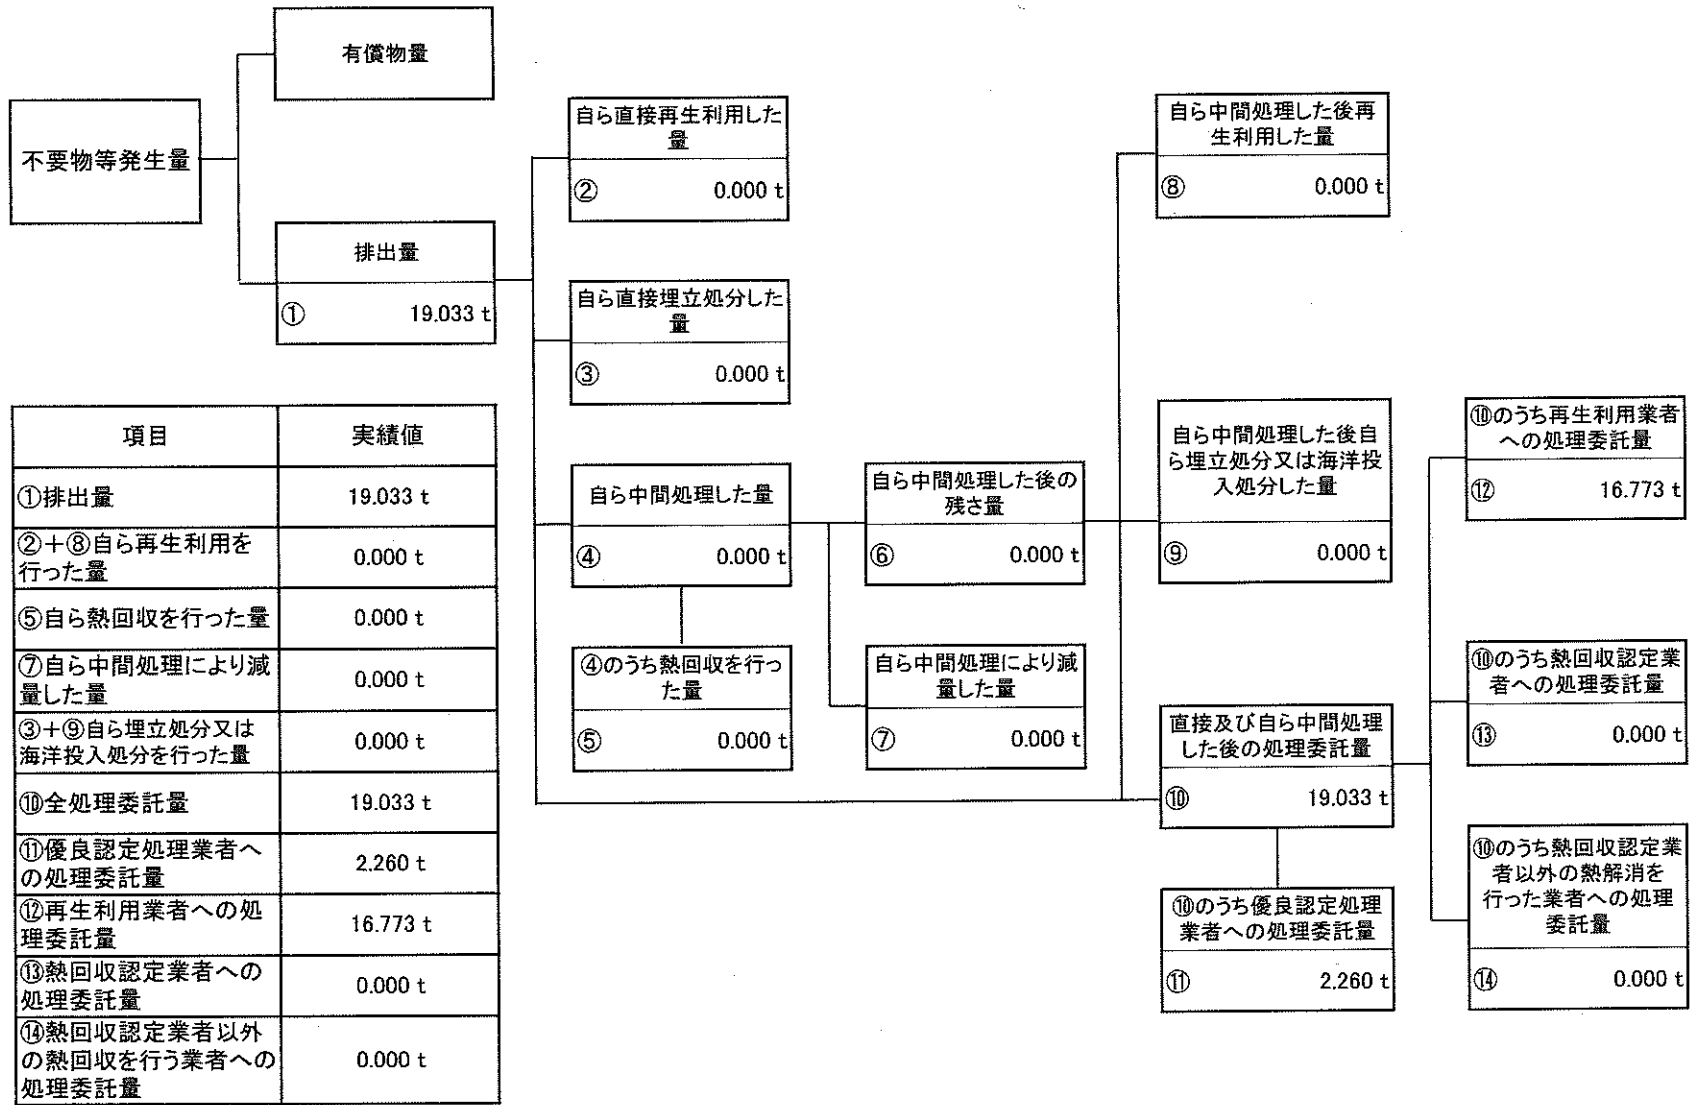 有償物量
不要物等発生量
排出量
① 19.033 t
自ら直接再生利用した
量
② 0.000 t
自ら直接埋立処分した
量
③ 0.000 t
自ら中間処理した量
④ 0.000 t
④のうち熱回収を行っ
た量
⑤ 0.000 t
自ら中間処理した後の
残さ量
⑥ 0.000 t
自ら中間処理により減
量した量
⑦ 0.000 t
自ら中間処理した後再
生利用した量
⑧ 0.000 t
自ら中間処理した後自
ら埋立処分又は海洋投
入処分した量
⑨ 0.000 t
直接及び自ら中間処理
した後の処理委託量
⑩ 19.033 t
⑩のうち優良認定処理
業者への処理委託量
⑪ 2.260 t
⑩のうち再生利用業者
への処理委託量
⑫ 16.773 t
⑩のうち熱回収認定業
者への処理委託量
⑬ 0.000 t
⑩のうち熱回収認定業
者以外の熱解消を
行った業者への処理
委託量
⑭ 0.000 t
項目 実績値
①排出量 19.033 t
②+⑧自ら再生利用を
行った量 0.000 t
⑤自ら熱回収を行った量 0.000 t
⑦自ら中間処理により減
量した量 0.000 t
③+⑨自ら埋立処分又は
海洋投入処分を行った量 0.000 t
⑩全処理委託量 19.033 t
⑪優良認定処理業者へ
の処理委託量 2.260 t
⑫再生利用業者への処
理委託量 16.773 t
⑬熱回収認定業者への
処理委託量 0.000 t
⑭熱回収認定業者以外
の熱回収を行う業者への
処理委託量 0.000 t